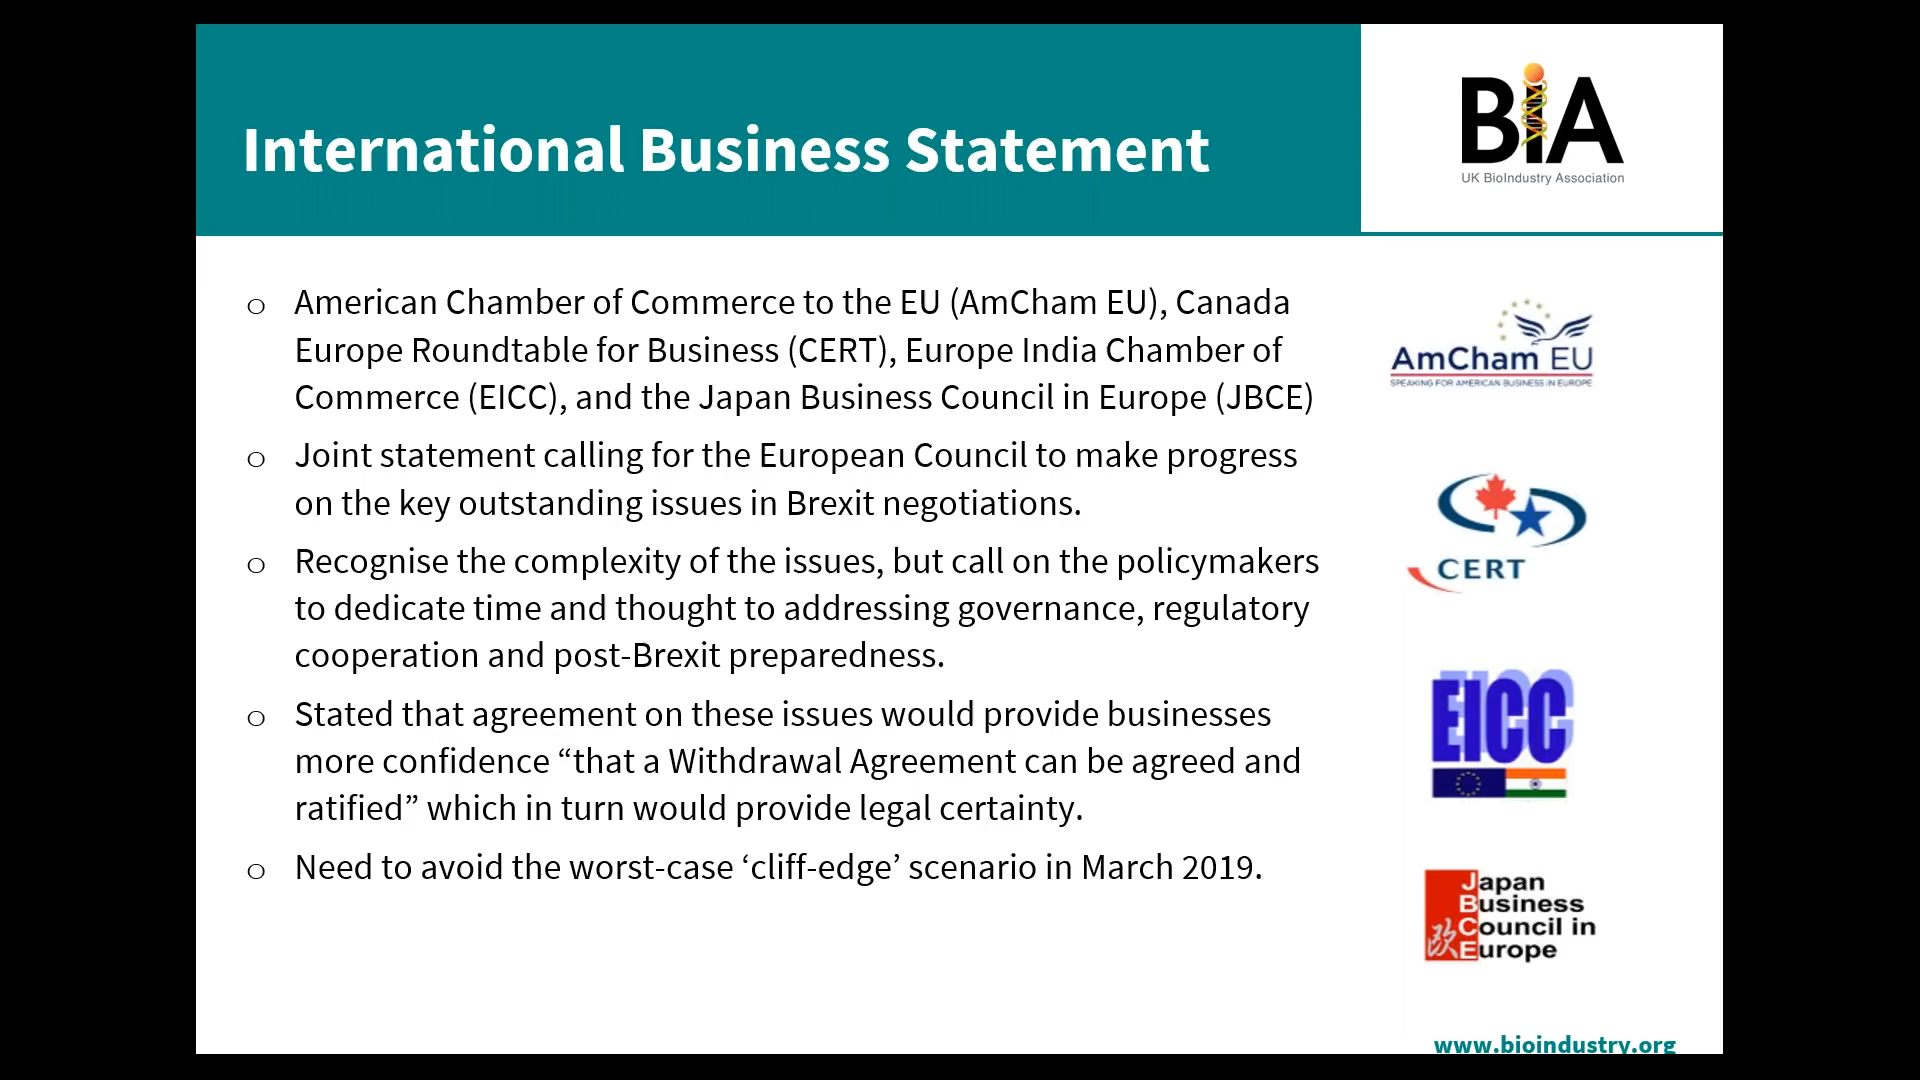 International Business Statement
BiA
UK BioIndustry Association
o American Chamber of Commerce to the EU (AmCham EU), Canada
Europe Roundtable for Business (CERT), Europe India Chamber of
Commerce (EICC), and the Japan Business Council in Europe (JBCE)
o Joint statement calling for the European Council to make progress
on the key outstanding issues in Brexit negotiations.
o Recognise the complexity of the issues, but call on the policymakers
to dedicate time and thought to addressing governance, regulatory
cooperation and post-Brexit preparedness.
o Stated that agreement on these issues would provide businesses
more confidence “that a Withdrawal Agreement can be agreed and
ratified” which in turn would provide legal certainty.
o Need to avoid the worst-case ‘cliff-edge’ scenario in March 2019.
AmCham EU
SPEAKING FOR AMERICAN BUSINESS IN EUROPE
CERT
EICC
Japan
Business
Council in
欧 Europe
www.bioindustry.org